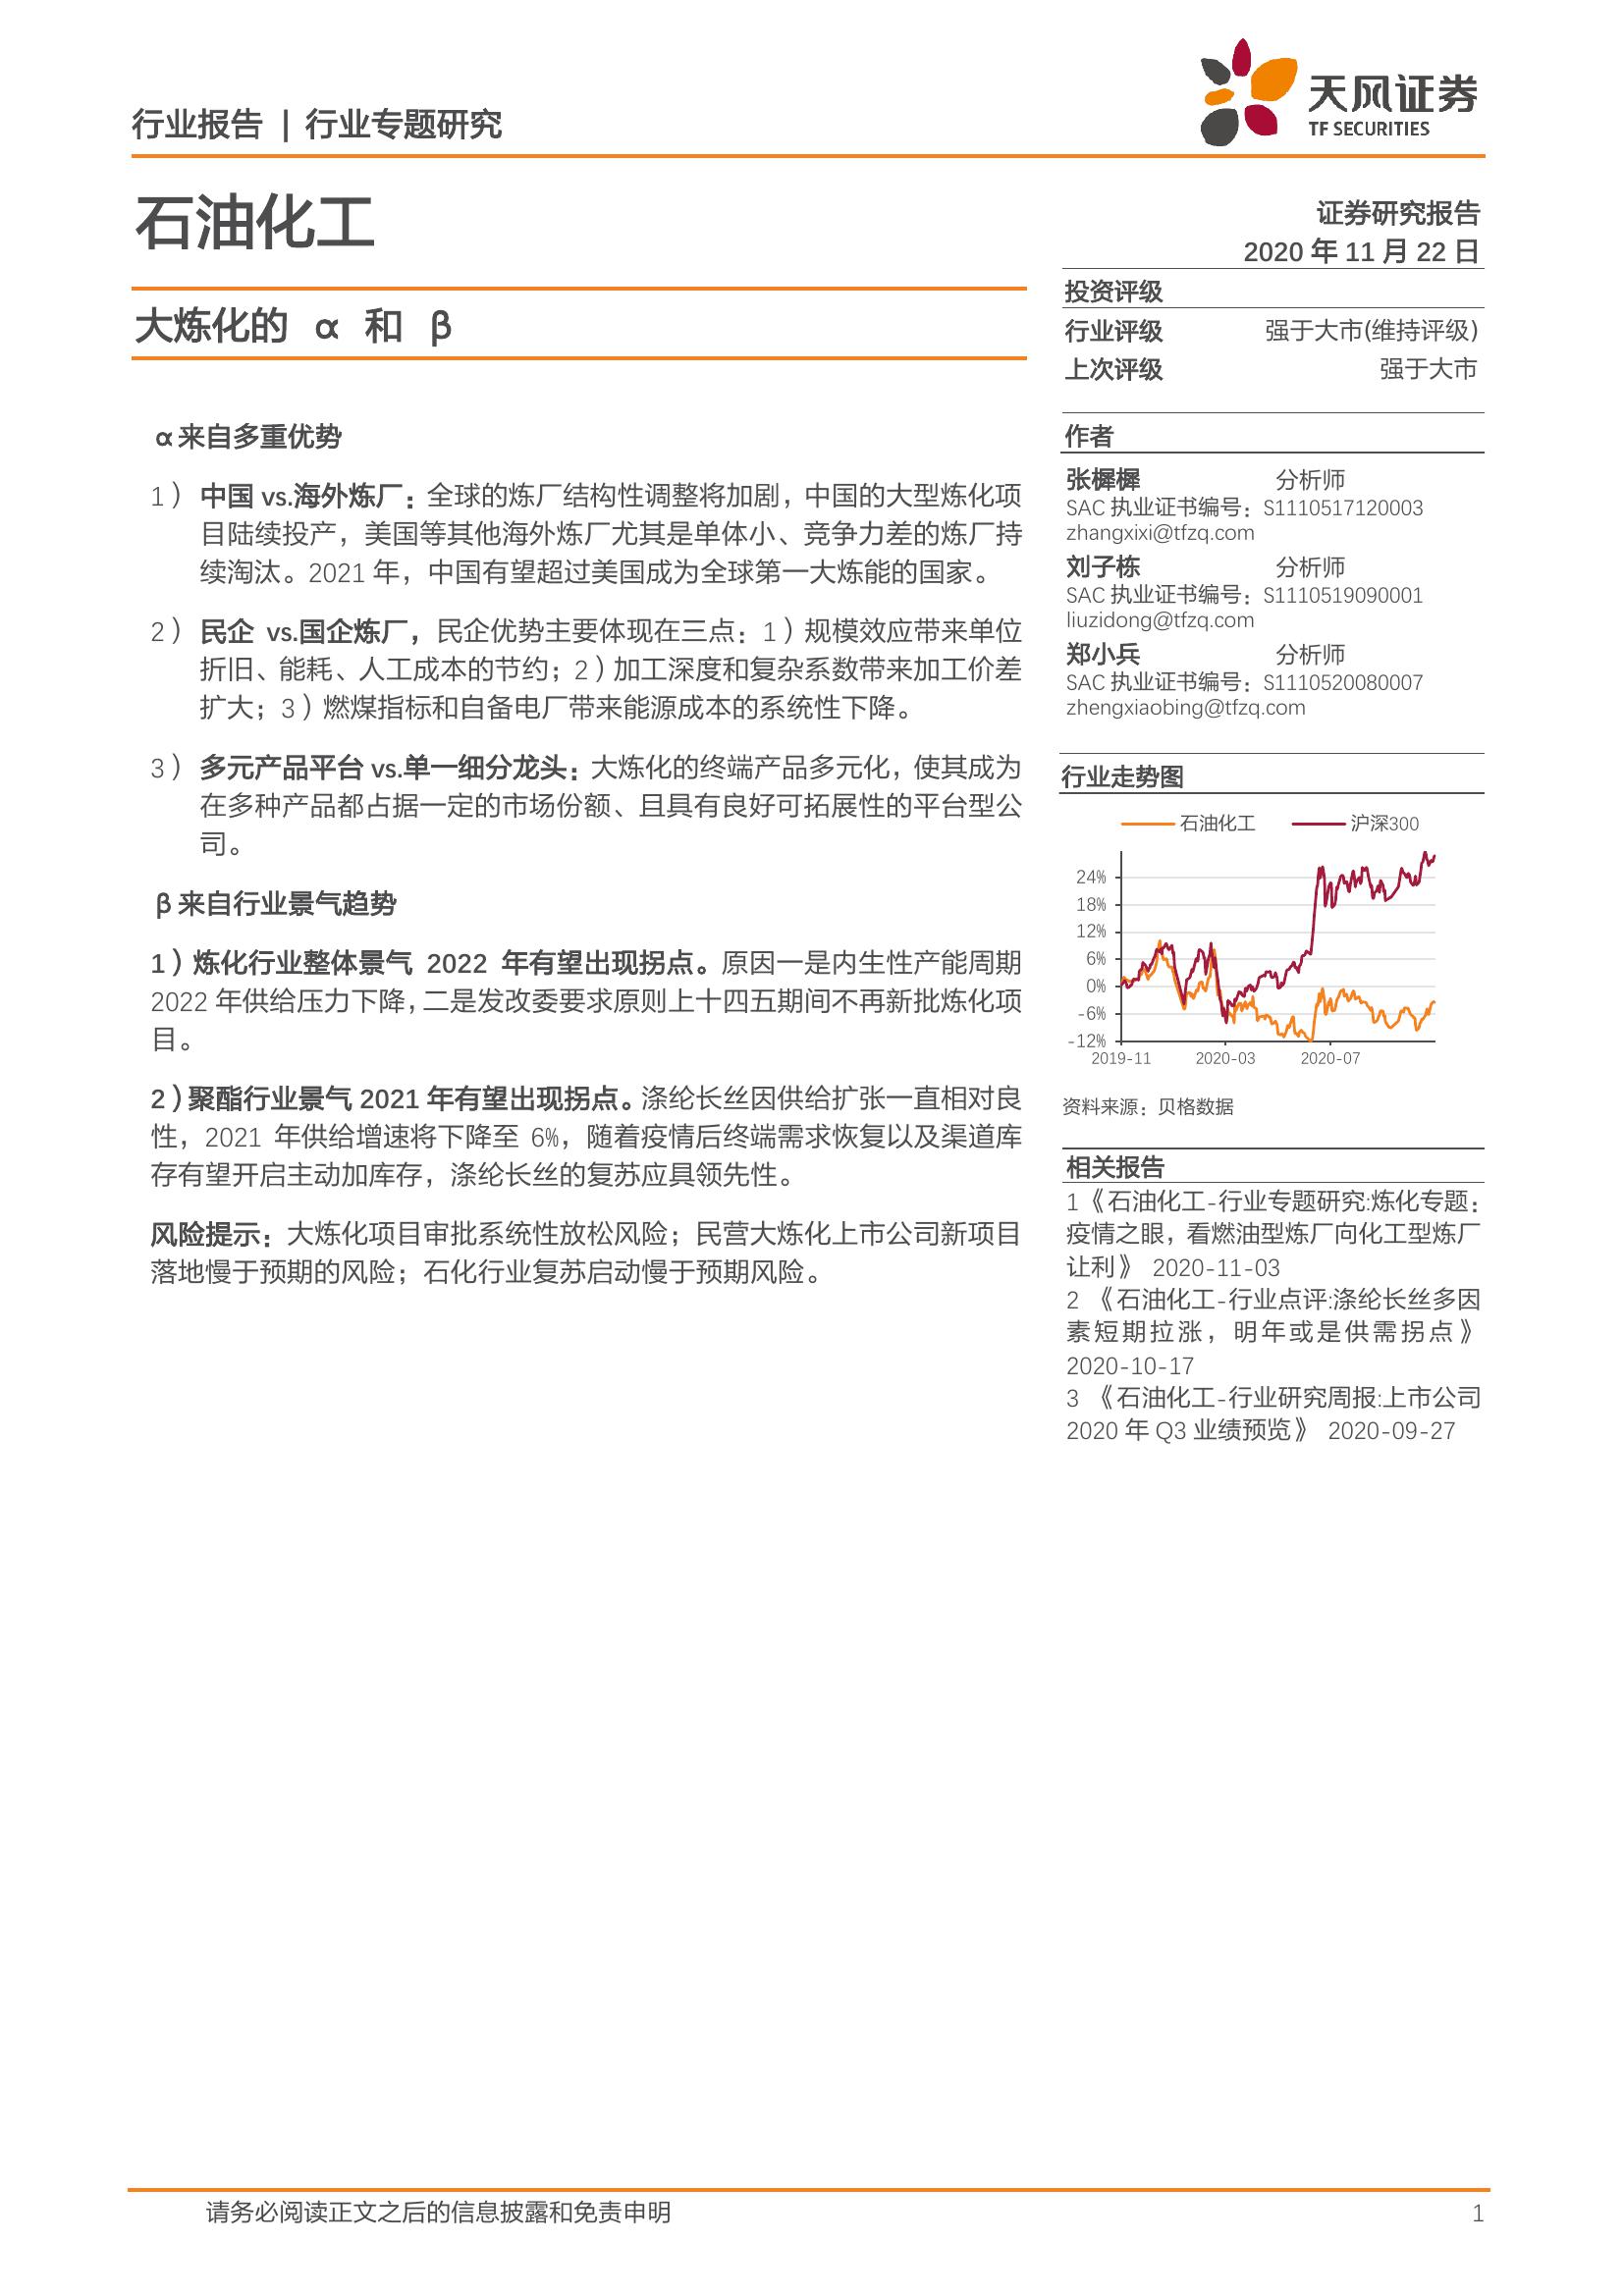 行业报告 | 行业专题研究
天风证券
TF SECURITIES
石油化工
证券研究报告
2020 年 11 月 22 日
大炼化的 α 和 β
投资评级
行业评级 强于大市(维持评级)
上次评级 强于大市
α来自多重优势
1） 中国 vs.海外炼厂：全球的炼厂结构性调整将加剧，中国的大型炼化项
目陆续投产，美国等其他海外炼厂尤其是单体小、竞争力差的炼厂持
续淘汰。2021 年，中国有望超过美国成为全球第一大炼能的国家。
2） 民企 vs.国企炼厂，民企优势主要体现在三点：1）规模效应带来单位
折旧、能耗、人工成本的节约；2）加工深度和复杂系数带来加工价差
扩大；3）燃煤指标和自备电厂带来能源成本的系统性下降。
3） 多元产品平台 vs.单一细分龙头：大炼化的终端产品多元化，使其成为
在多种产品都占据一定的市场份额、且具有良好可拓展性的平台型公
司。
β来自行业景气趋势
1）炼化行业整体景气 2022 年有望出现拐点。原因一是内生性产能周期
2022 年供给压力下降，二是发改委要求原则上十四五期间不再新批炼化项
目。
2）聚酯行业景气 2021 年有望出现拐点。涤纶长丝因供给扩张一直相对良
性，2021 年供给增速将下降至 6%，随着疫情后终端需求恢复以及渠道库
存有望开启主动加库存，涤纶长丝的复苏应具领先性。
风险提示：大炼化项目审批系统性放松风险；民营大炼化上市公司新项目
落地慢于预期的风险；石化行业复苏启动慢于预期风险。
作者
张樨樨 分析师
SAC 执业证书编号：S1110517120003
zhangxixi@tfzq.com
刘子栋 分析师
SAC 执业证书编号：S1110519090001
liuzidong@tfzq.com
郑小兵 分析师
SAC 执业证书编号：S1110520080007
zhengxiaobing@tfzq.com
行业走势图
石油化工 沪深300
24%
18%
12%
6%
0%
-6%
-12%
2019-11 2020-03 2020-07
资料来源：贝格数据
相关报告
1《石油化工-行业专题研究:炼化专题：
疫情之眼，看燃油型炼厂向化工型炼厂
让利》 2020-11-03
2 《石油化工-行业点评:涤纶长丝多因
素短期拉涨，明年或是供需拐点》
2020-10-17
3 《石油化工-行业研究周报:上市公司
2020 年 Q3 业绩预览》 2020-09-27
请务必阅读正文之后的信息披露和免责申明 1